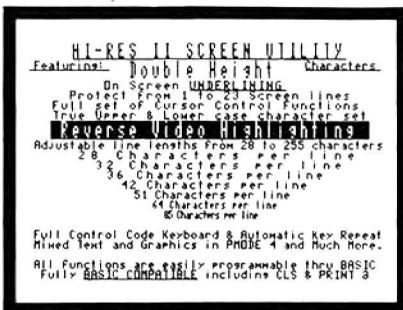 HI-RES II SCREEN UTILITY
Featuring: Double Height Characters
On Screen UNDERLINING
Protect from 1 to 23 Screen lines
Full set of Cursor Control Functions
True Upper & Lower case character set
Reverse Video Highlighting
Adjustable line lengths from 28 to 255 characters
28 Characters per line
32 Characters per line
36 Characters per line
42 Characters per line
51 Characters per line
64 Characters per line
85 Characters per line
Full Control Code Keyboard & Automatic Key Repeat
Mixed Text and Graphics in PMODE 4 and Much More.
All Functions are easily programmable thru BASIC
Fully BASIC COMPATIBLE including CLS & PRINT @